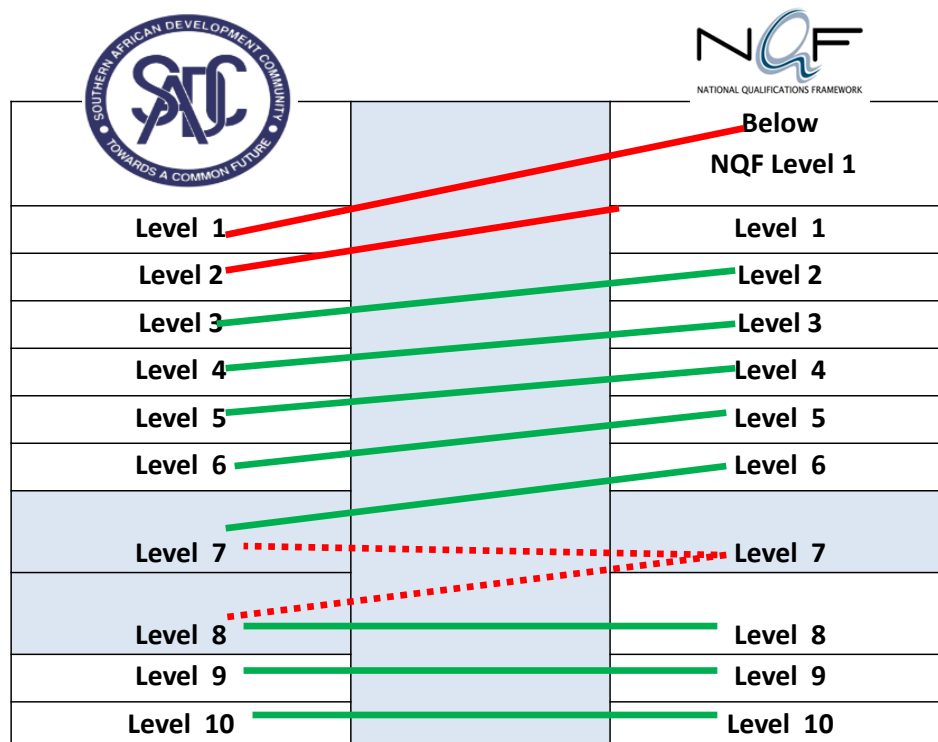 SOUTHERN AFRICAN DEVELOPMENT COMMUNITY
SADC
TOWARDS A COMMON FUTURE
NQF
NATIONAL QUALIFICATIONS FRAMEWORK
Below
NQF Level 1
Level 1 Level 1
Level 2 Level 2
Level 3 Level 3
Level 4 Level 4
Level 5 Level 5
Level 6 Level 6
Level 7 Level 7
Level 8 Level 8
Level 9 Level 9
Level 10 Level 10